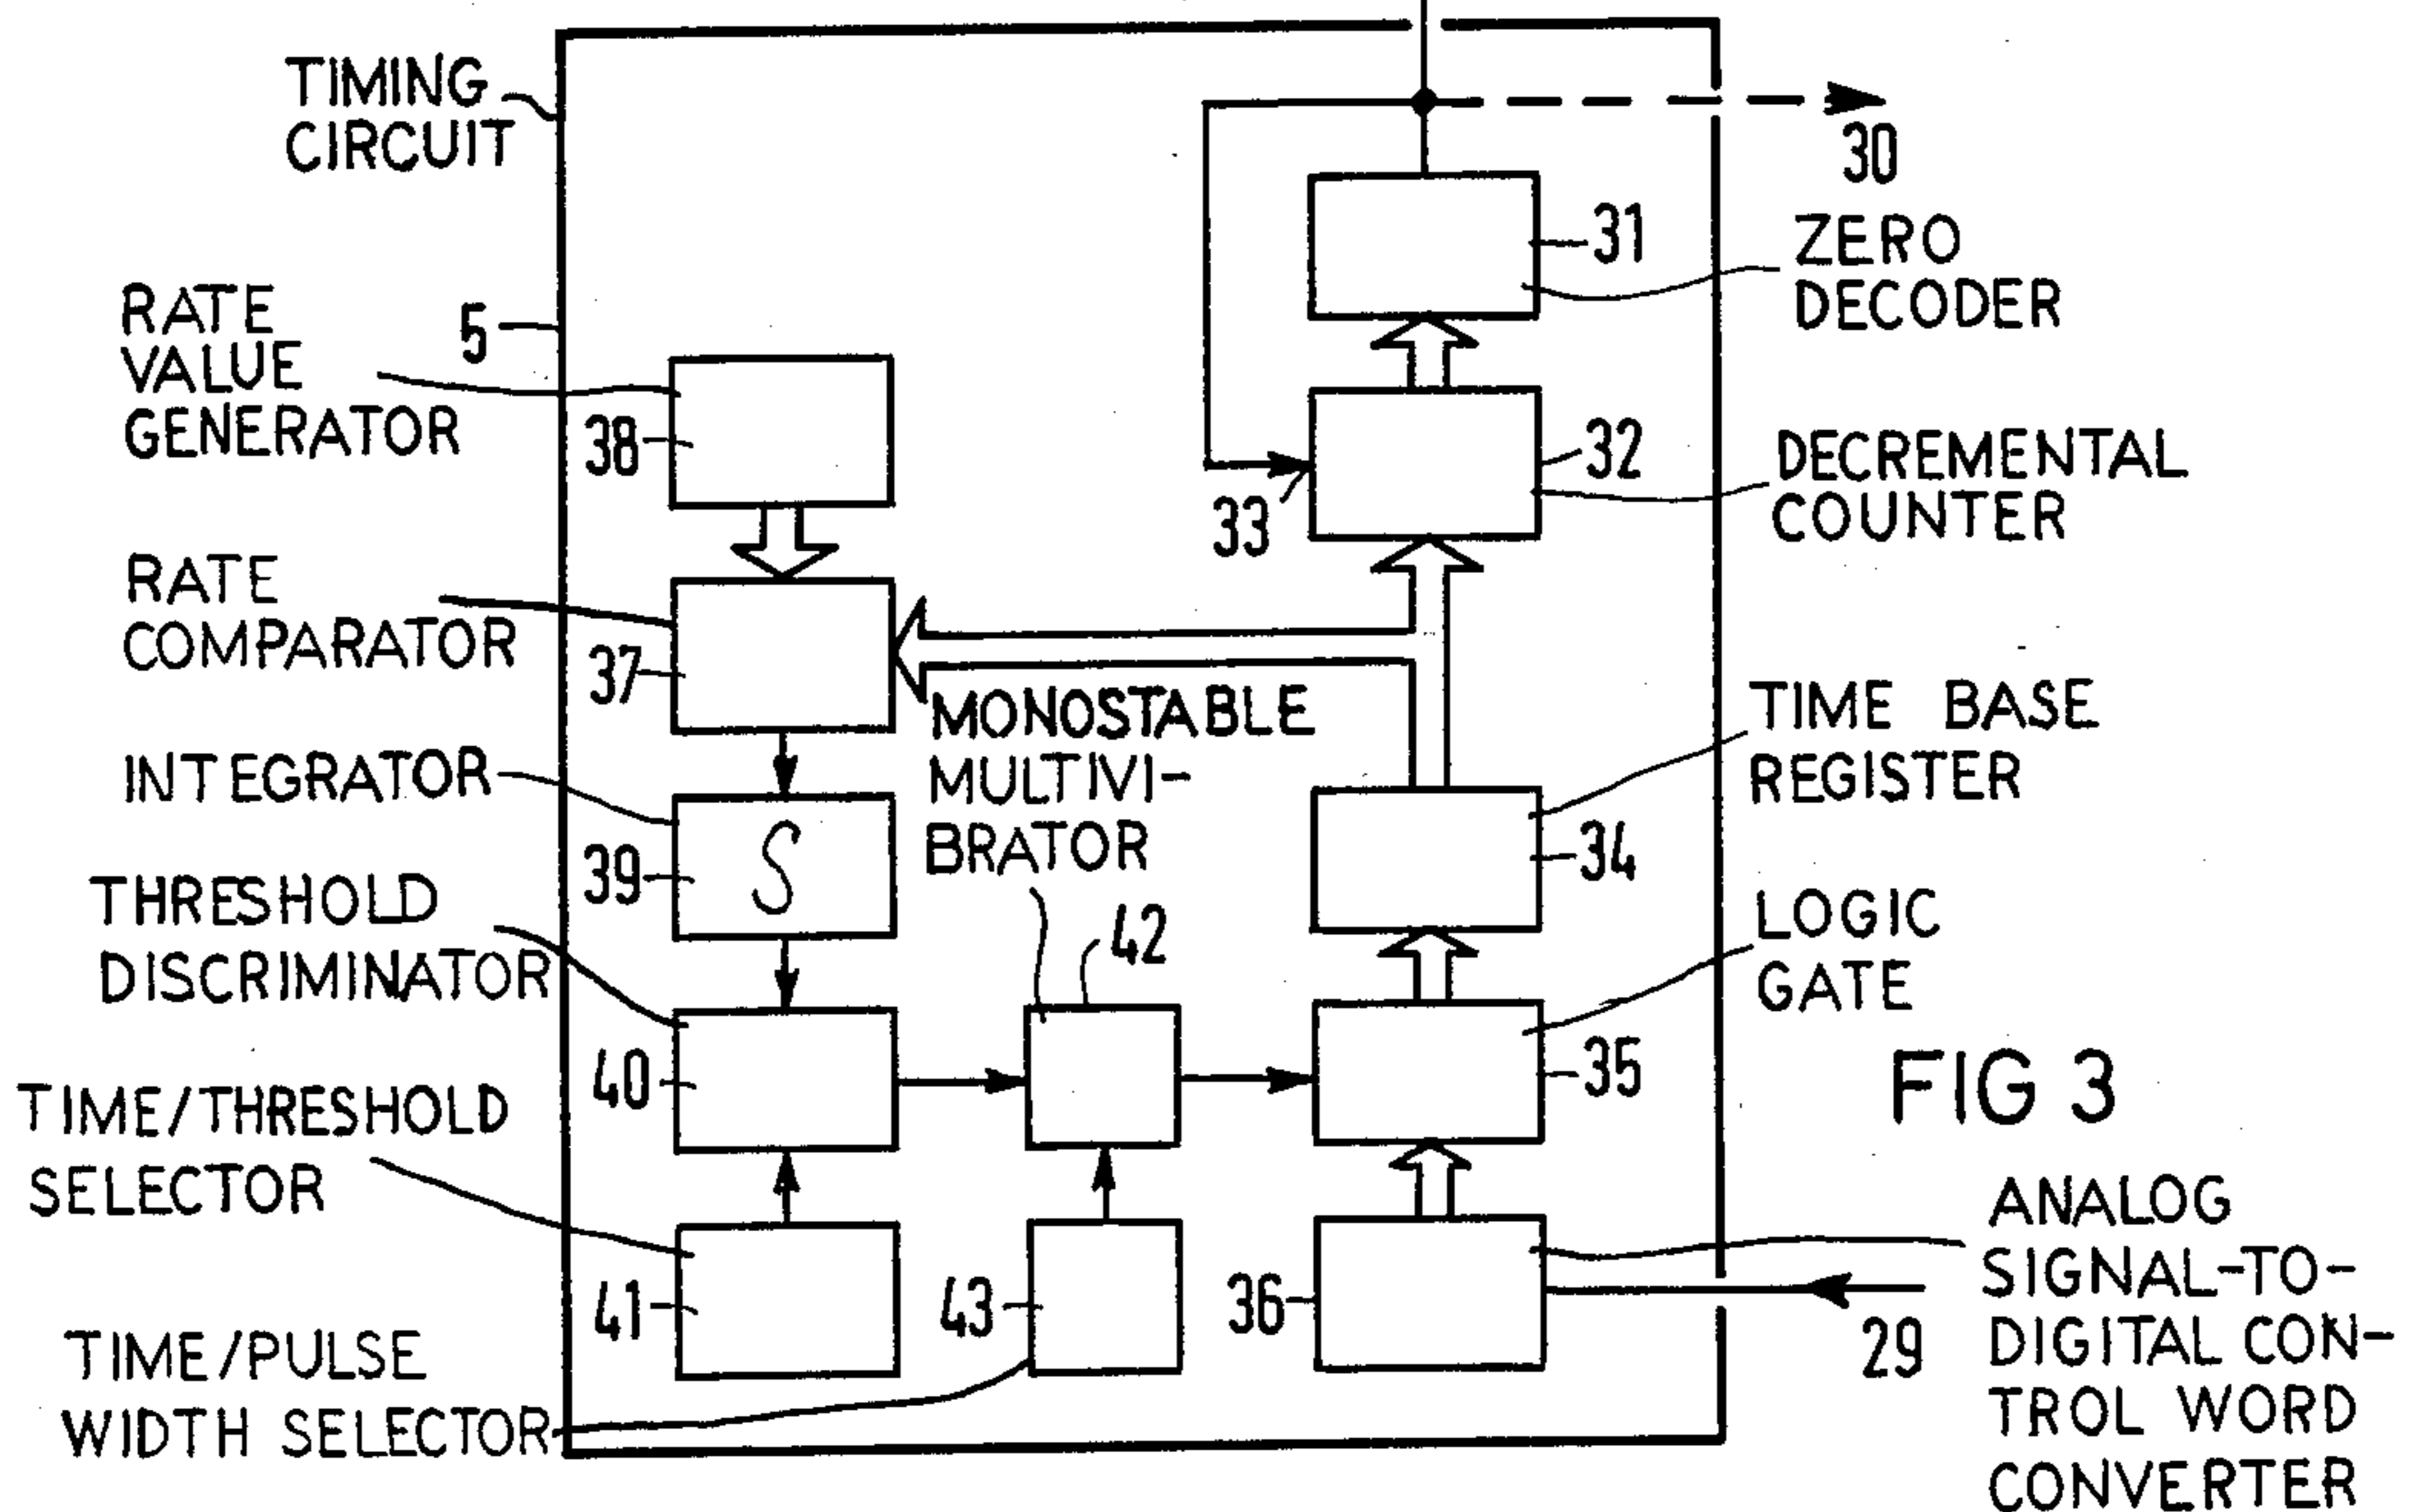 TIMING
CIRCUIT
30
31
ZERO
DECODER
RATE
VALUE
GENERATOR
5
38
32
33
DECREMENTAL
COUNTER
RATE
COMPARATOR
37
MONOSTABLE
MULTIVI-
BRATOR
TIME BASE
REGISTER
INTEGRATOR
39
S
34
THRESHOLD
DISCRIMINATOR
42
LOGIC
GATE
40
35
FIG 3
TIME/THRESHOLD
SELECTOR
41
43
36
29
ANALOG
SIGNAL-TO-
DIGITAL CON-
TROL WORD
CONVERTER
TIME/PULSE
WIDTH SELECTOR